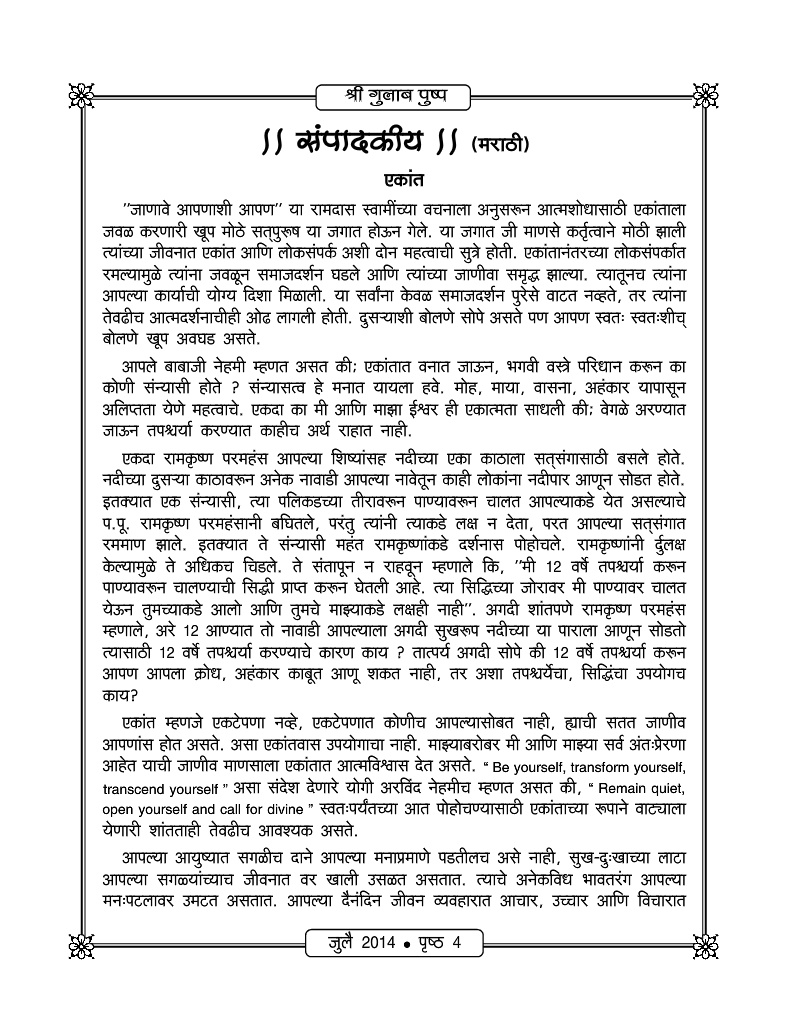 श्री गुलाब पुष्प
।। संपादकीय ।। (मराठी)
एकांत
''जाणावे आपणाशी आपण'' या रामदास स्वामींच्या वचनाला अनुसरून आत्मशोधासाठी एकांताला
जवळ करणारी खूप मोठे सत्‌पुरूष या जगात होऊन गेले. या जगात जी माणसे कर्तृत्वाने मोठी झाली
त्यांच्या जीवनात एकांत आणि लोकसंपर्क अशी दोन महत्वाची सुत्रे होती. एकांतानंतरच्या लोकसंपर्कात
रमल्यामुळे त्यांना जवळून समाजदर्शन घडले आणि त्यांच्या जाणीवा समृद्ध झाल्या. त्यातूनच त्यांना
आपल्या कार्याची योग्य दिशा मिळाली. या सर्वांना केवळ समाजदर्शन पुरेसे वाटत नव्हते, तर त्यांना
तेवढीच आत्मदर्शनाचीही ओढ लागली होती. दुसऱ्याशी बोलणे सोपे असते पण आपण स्वतः स्वतःशीच्
बोलणे खूप अवघड असते.
आपले बाबाजी नेहमी म्हणत असत की; एकांतात वनात जाऊन, भगवी वस्त्रे परिधान करून का
कोणी संन्यासी होते ? संन्यासत्व हे मनात यायला हवे. मोह, माया, वासना, अहंकार यापासून
अलिप्तता येणे महत्वाचे. एकदा का मी आणि माझा ईश्वर ही एकात्मता साधली की; वेगळे अरण्यात
जाऊन तपश्चर्या करण्यात काहीच अर्थ राहात नाही.
एकदा रामकृष्ण परमहंस आपल्या शिष्यांसह नदीच्या एका काठाला सत्‌संगासाठी बसले होते.
नदीच्या दुसऱ्या काठावरून अनेक नावाडी आपल्या नावेतून काही लोकांना नदीपार आणून सोडत होते.
इतक्यात एक संन्यासी, त्या पलिकडच्या तीरावरून पाण्यावरून चालत आपल्याकडे येत असल्याचे
प.पू. रामकृष्ण परमहंसानी बघितले, परंतु त्यांनी त्याकडे लक्ष न देता, परत आपल्या सत्‌संगात
रममाण झाले. इतक्यात ते संन्यासी महंत रामकृष्णांकडे दर्शनास पोहोचले. रामकृष्णांनी र्दुलक्ष
केल्यामुळे ते अधिकच चिडले. ते संतापून न राहवून म्हणाले कि, ''मी 12 वर्षे तपश्चर्या करून
पाण्यावरून चालण्याची सिद्धी प्राप्त करून घेतली आहे. त्या सिद्धिच्या जोरावर मी पाण्यावर चालत
येऊन तुमच्याकडे आलो आणि तुमचे माझ्याकडे लक्षही नाही''. अगदी शांतपणे रामकृष्ण परमहंस
म्हणाले, अरे 12 आण्यात तो नावाडी आपल्याला अगदी सुखरूप नदीच्या या पाराला आणून सोडतो
त्यासाठी 12 वर्षे तपश्चर्या करण्याचे कारण काय ? तात्पर्य अगदी सोपे की 12 वर्षे तपश्चर्या करून
आपण आपला क्रोध, अहंकार काबूत आणू शकत नाही, तर अशा तपश्चर्येचा, सिद्धिंचा उपयोगच
काय?
एकांत म्हणजे एकटेपणा नव्हे, एकटेपणात कोणीच आपल्यासोबत नाही, ह्याची सतत जाणीव
आपणांस होत असते. असा एकांतवास उपयोगाचा नाही. माझ्याबरोबर मी आणि माझ्या सर्व अंतःप्रेरणा
आहेत याची जाणीव माणसाला एकांतात आत्मविश्वास देत असते. “ Be yourself, transform yourself,
transcend yourself ” असा संदेश देणारे योगी अरविंद नेहमीच म्हणत असत की, “ Remain quiet,
open yourself and call for divine ” स्वतःपर्यंतच्या आत पोहोचण्यासाठी एकांताच्या रूपाने वाट्याला
येणारी शांतताही तेवढीच आवश्यक असते.
आपल्या आयुष्यात सगळीच दाने आपल्या मनाप्रमाणे पडतीलच असे नाही, सुख-दुःखाच्या लाटा
आपल्या सगळ्यांच्याच जीवनात वर खाली उसळत असतात. त्याचे अनेकविध भावतरंग आपल्या
मनःपटलावर उमटत असतात. आपल्या दैनंदिन जीवन व्यवहारात आचार, उच्चार आणि विचारात
जुलै 2014 ● पृष्ठ 4